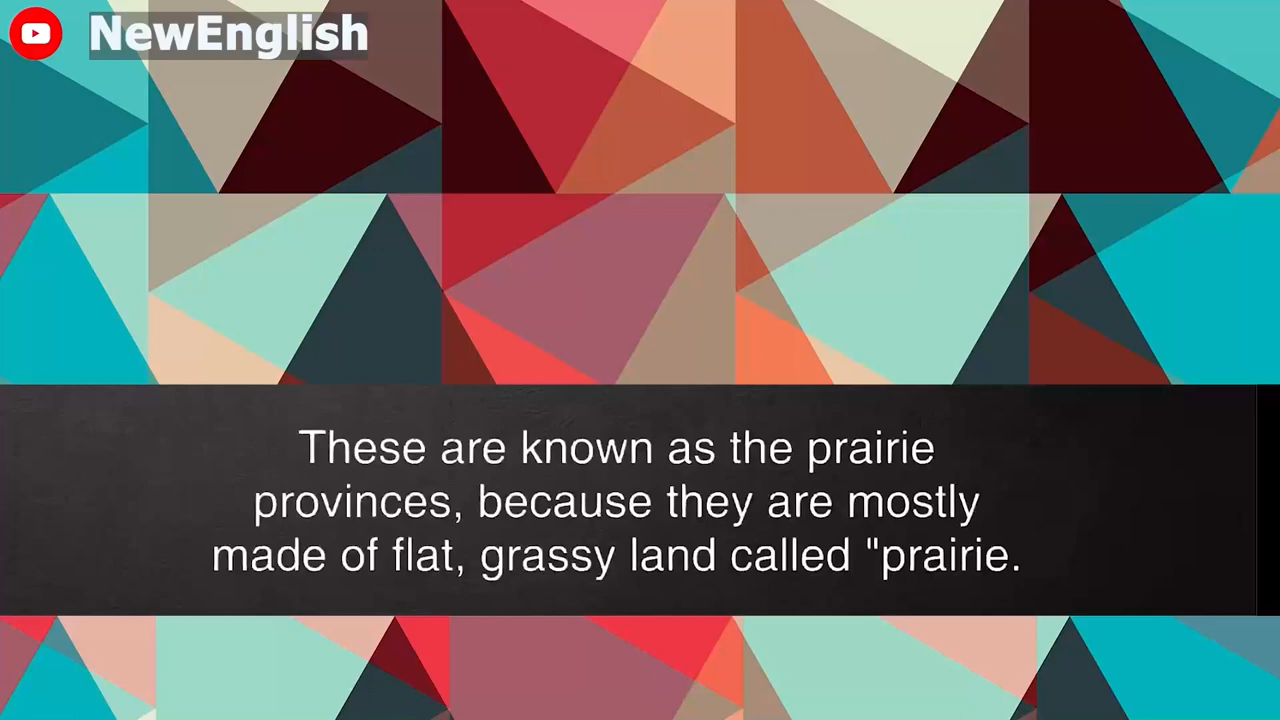 NewEnglish
These are known as the prairie
provinces, because they are mostly
made of flat, grassy land called "prairie.